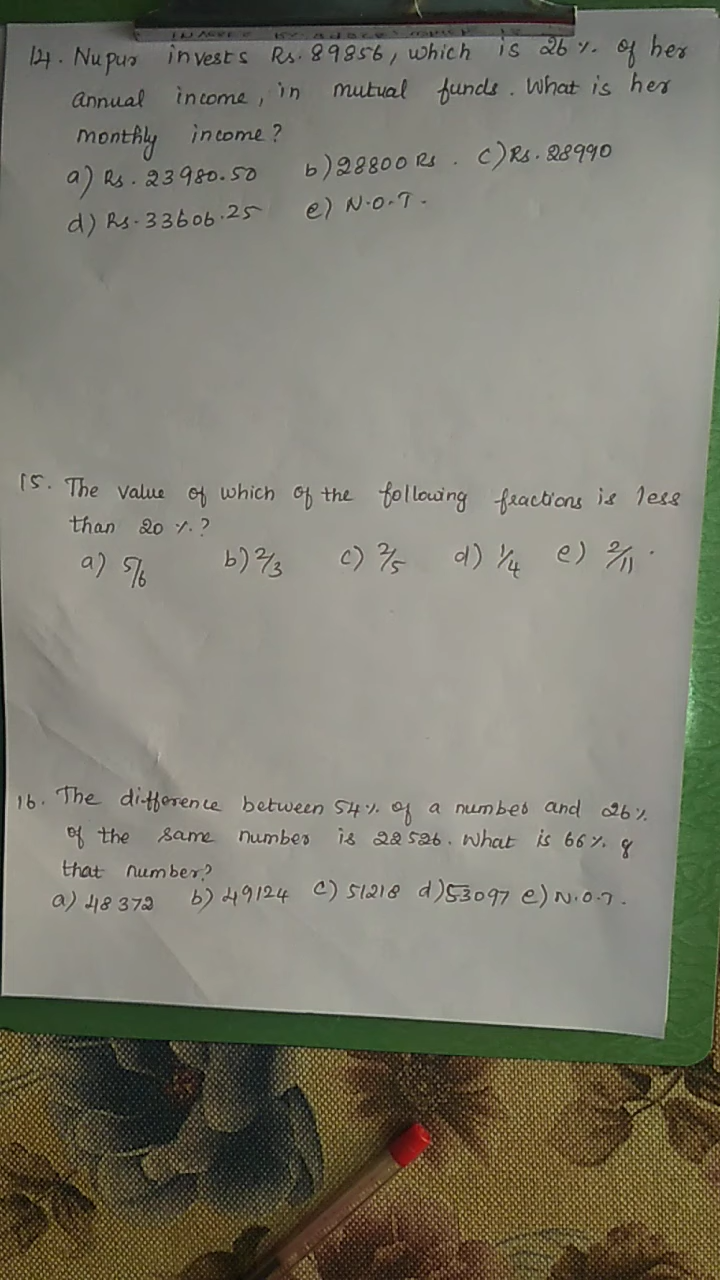 14. Nupur invests Rs. 89856, which is 26 %. of her
annual income, in mutual funds. What is her
monthly income?
a) Rs. 23980.50 b) 28800 Rs. c) Rs. 28990
d) Rs. 33606.25 e) N.O.T.
15. The value of which of the following fractions is less
than 20 %.?
a) 5/6 b) 2/3 c) 2/5 d) 1/4 e) 2/11.
16. The difference between 54%. of a number and 26%.
of the same number is 22526. What is 66%. of
that number?
a) 48372 b) 49124 c) 51218 d) 53097 e) N.O.T.